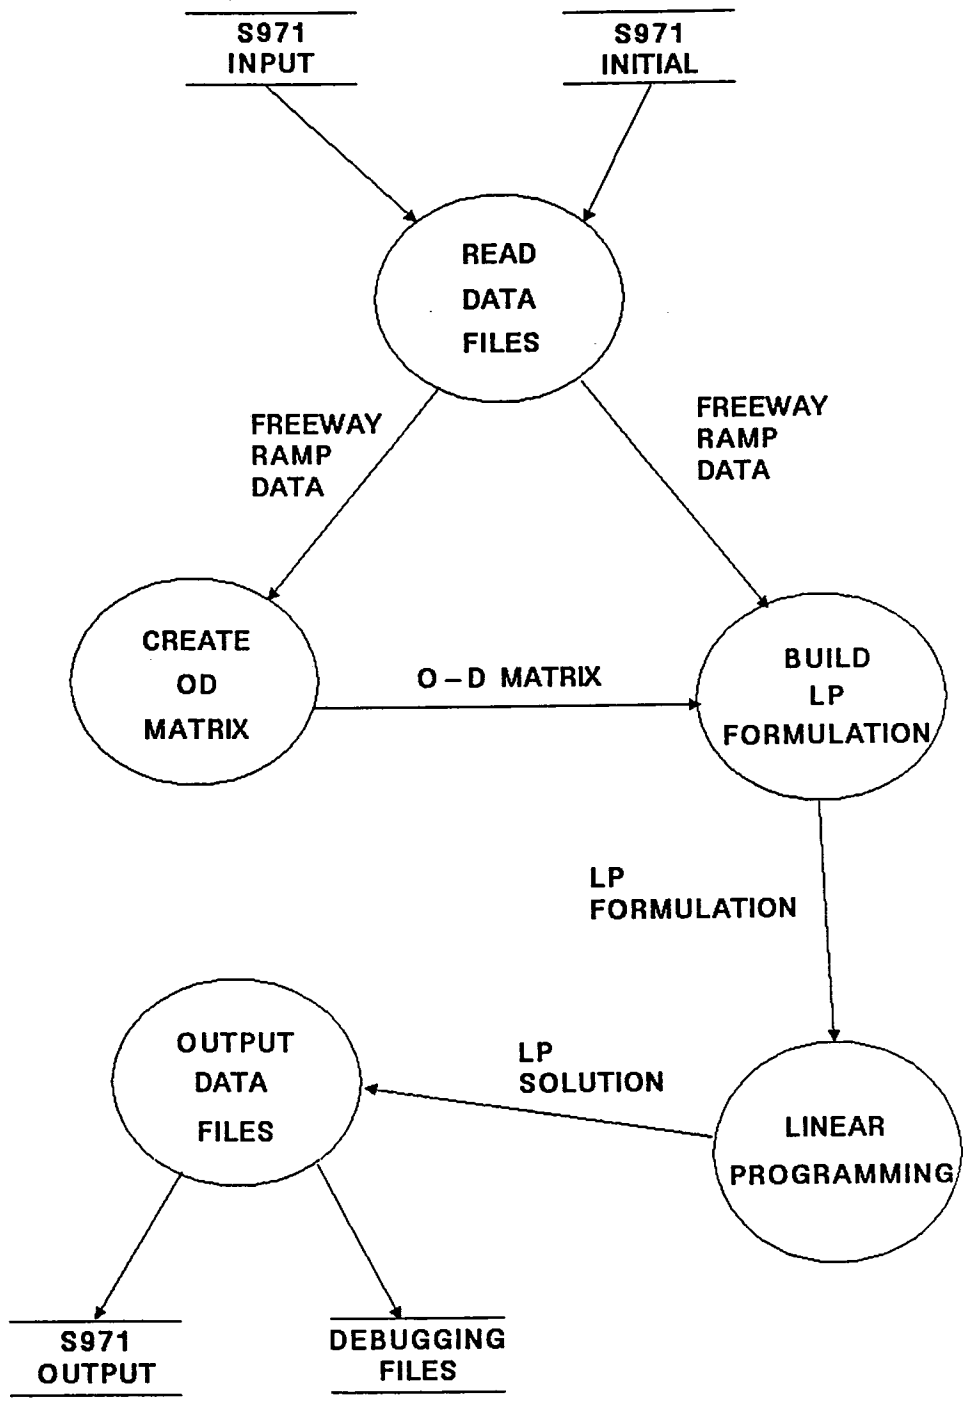 S971
INPUT
S971
INITIAL
READ
DATA
FILES
FREEWAY
RAMP
DATA
FREEWAY
RAMP
DATA
CREATE
OD
MATRIX
O-D MATRIX
BUILD
LP
FORMULATION
LP
FORMULATION
OUTPUT
DATA
FILES
LP
SOLUTION
LINEAR
PROGRAMMING
S971
OUTPUT
DEBUGGING
FILES